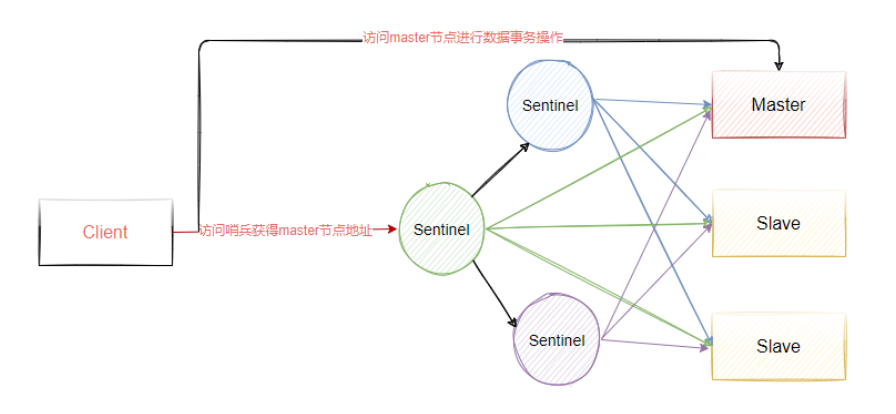 访问master节点进行数据事务操作
Sentinel
Master
Client
访问哨兵获得master节点地址
Sentinel
Slave
Sentinel
Slave